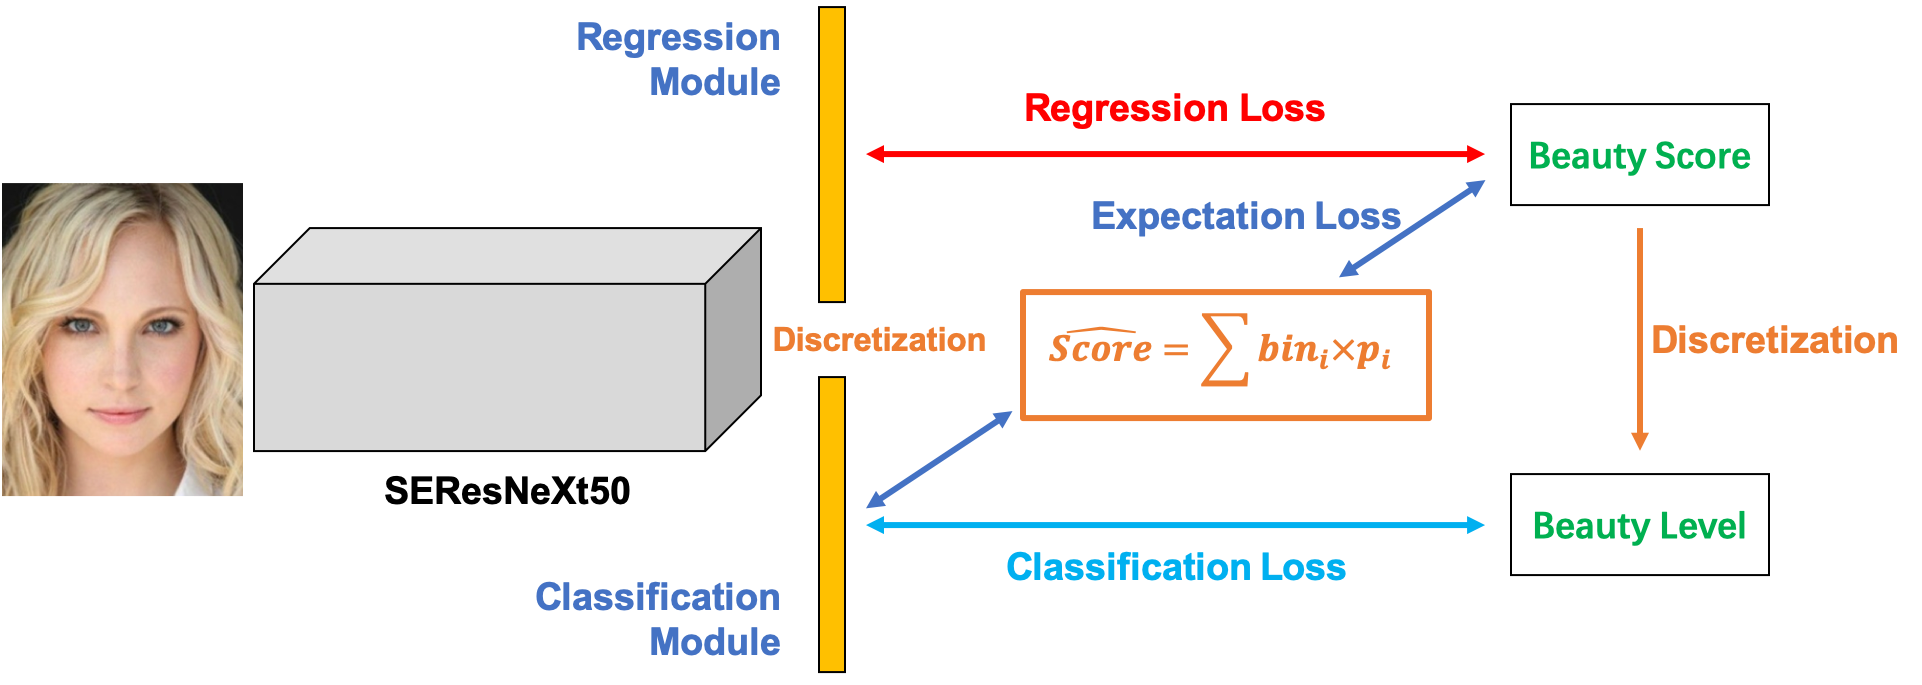 Regression
Module
Regression Loss
Beauty Score
Expectation Loss
Discretization
$\widehat{Score} = \sum bin_i \times p_i$
Discretization
SEResNeXt50
Beauty Level
Classification Loss
Classification
Module